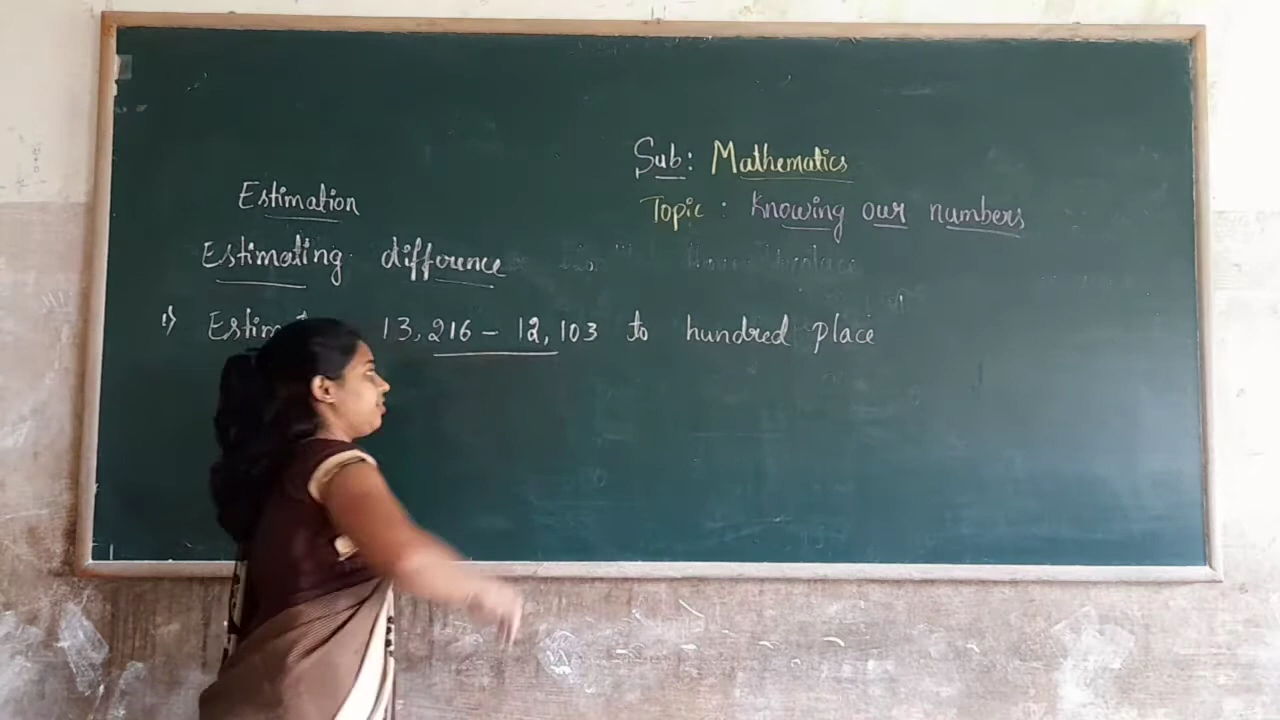 Sub: Mathematics
Topic: Knowing our numbers
Estimation
Estimating difference
1) 13,216 - 12,103 to hundred place